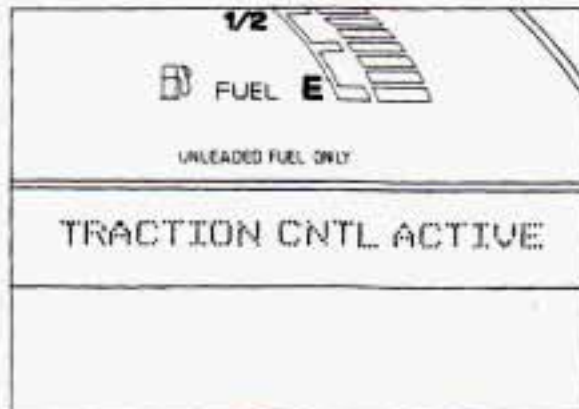 1/2
FUEL E
UNLEADED FUEL ONLY
TRACTION CNTL ACTIVE